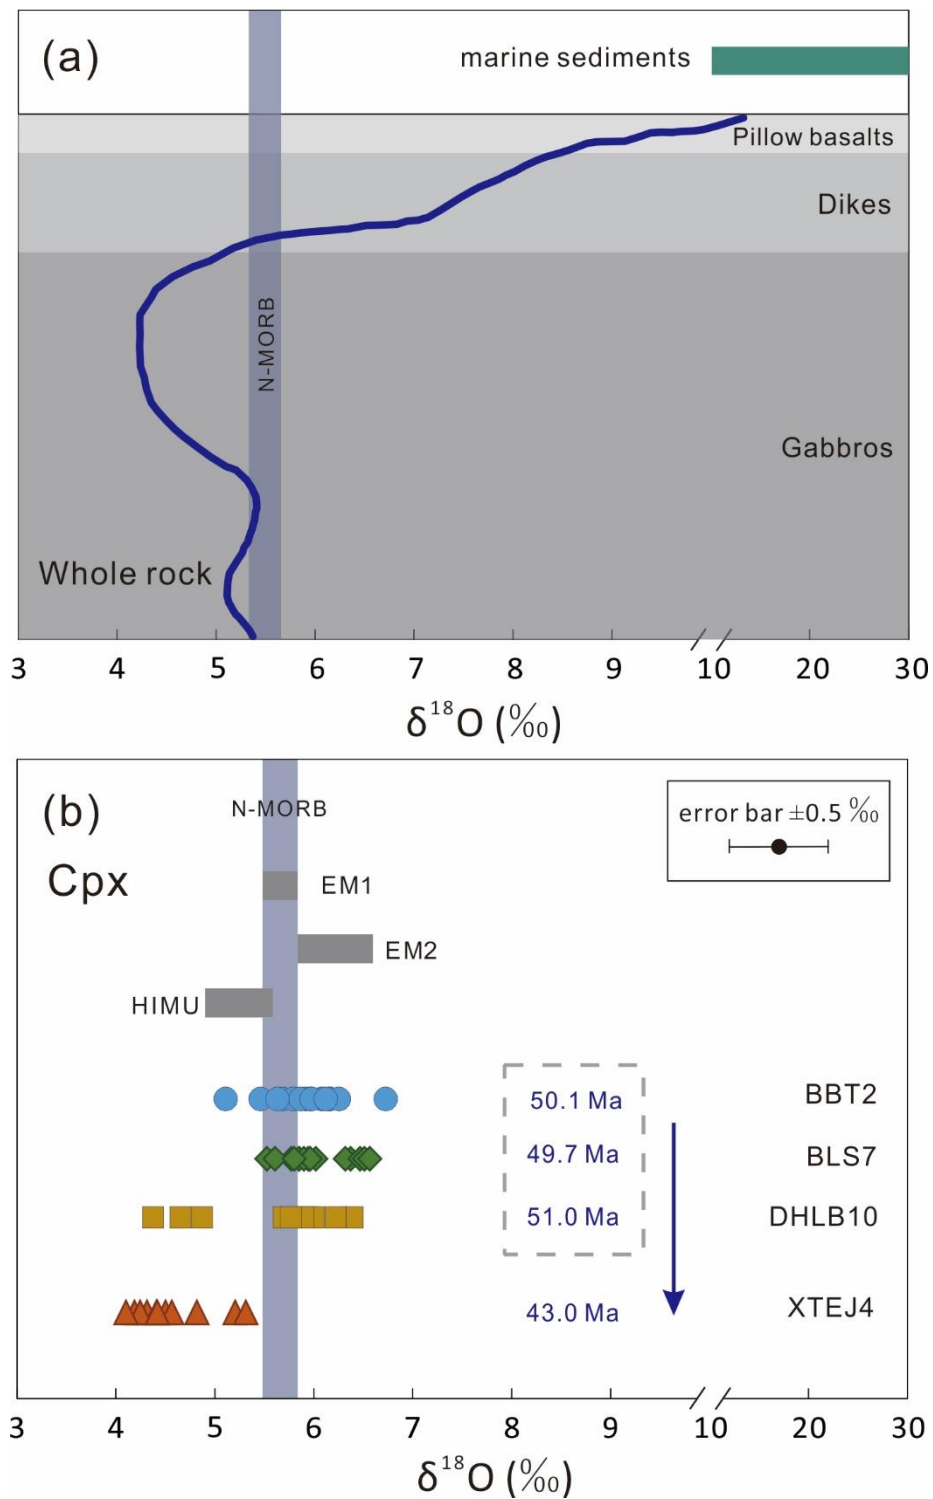 (a)
marine sediments
Pillow basalts
Dikes
N-MORB
Gabbros
Whole rock
3 4 5 6 7 8 9 10 20 30
δ¹⁸O (‰)
(b)
N-MORB
error bar ±0.5 ‰
Cpx
EM1
EM2
HIMU
50.1 Ma BBT2
49.7 Ma BLS7
51.0 Ma DHLB10
43.0 Ma XTEJ4
3 4 5 6 7 8 9 10 20 30
δ¹⁸O (‰)